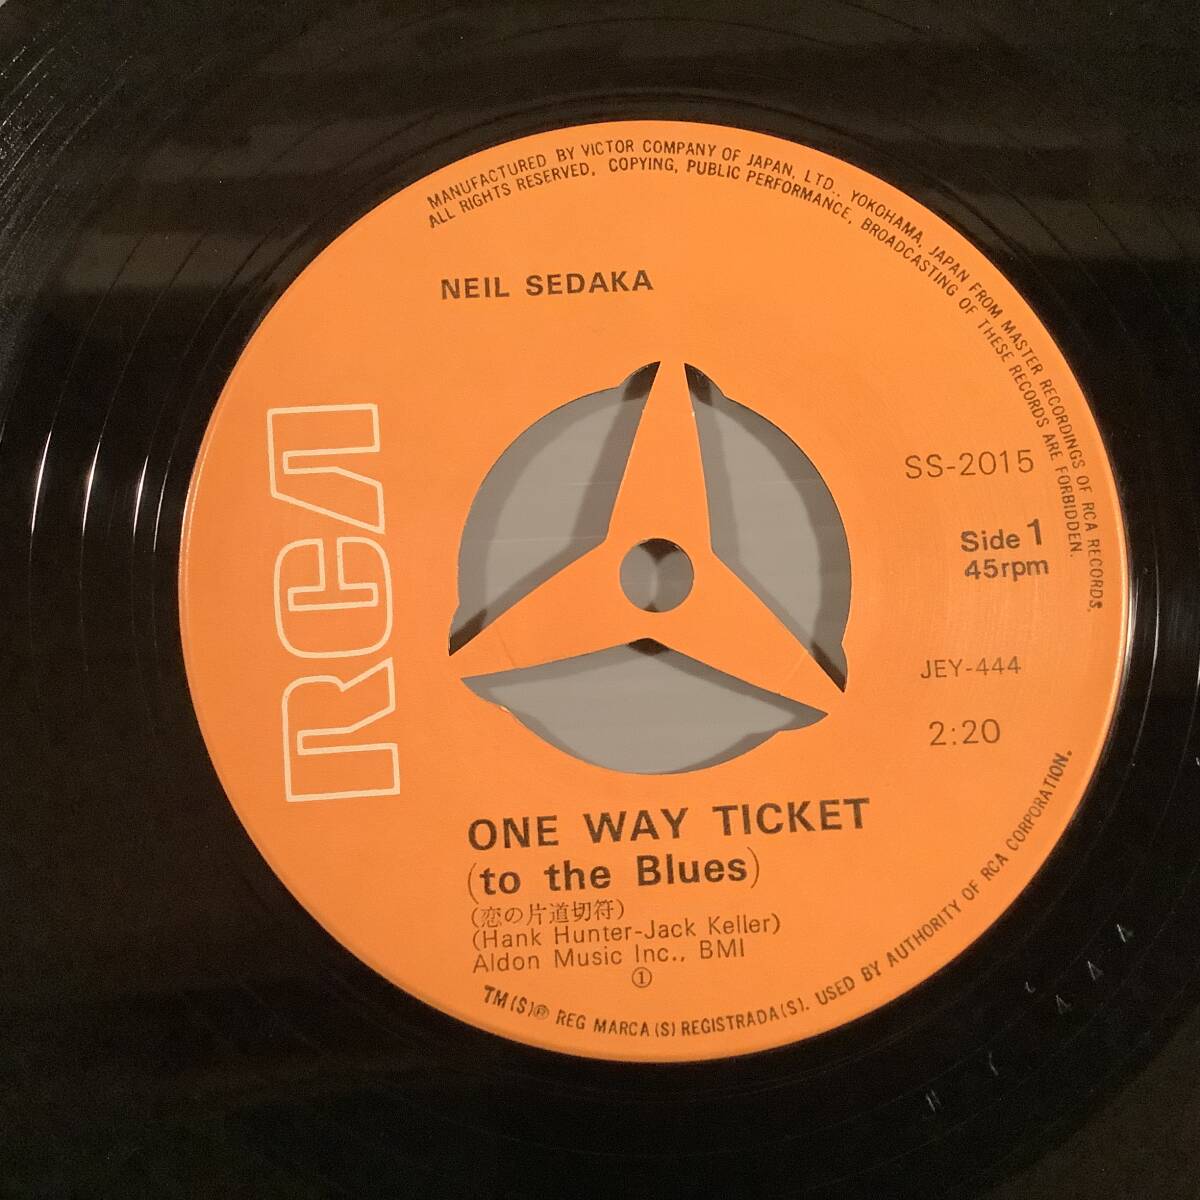 MANUFACTURED BY VICTOR COMPANY OF JAPAN, LTD., YOKOHAMA, JAPAN FROM MASTER RECORDINGS OF RCA RECORDS.
ALL RIGHTS RESERVED. COPYING, PUBLIC PERFORMANCE, BROADCASTING OF THESE RECORDS ARE FORBIDDEN.
NEIL SEDAKA
RCA
SS-2015
Side 1
45rpm
JEY-444
2:20
ONE WAY TICKET
(to the Blues)
(恋の片道切符)
(Hank Hunter-Jack Keller)
Aldon Music Inc., BMI
①
TM(S)® REG MARCA(S) REGISTRADA(S). USED BY AUTHORITY OF RCA CORPORATION.